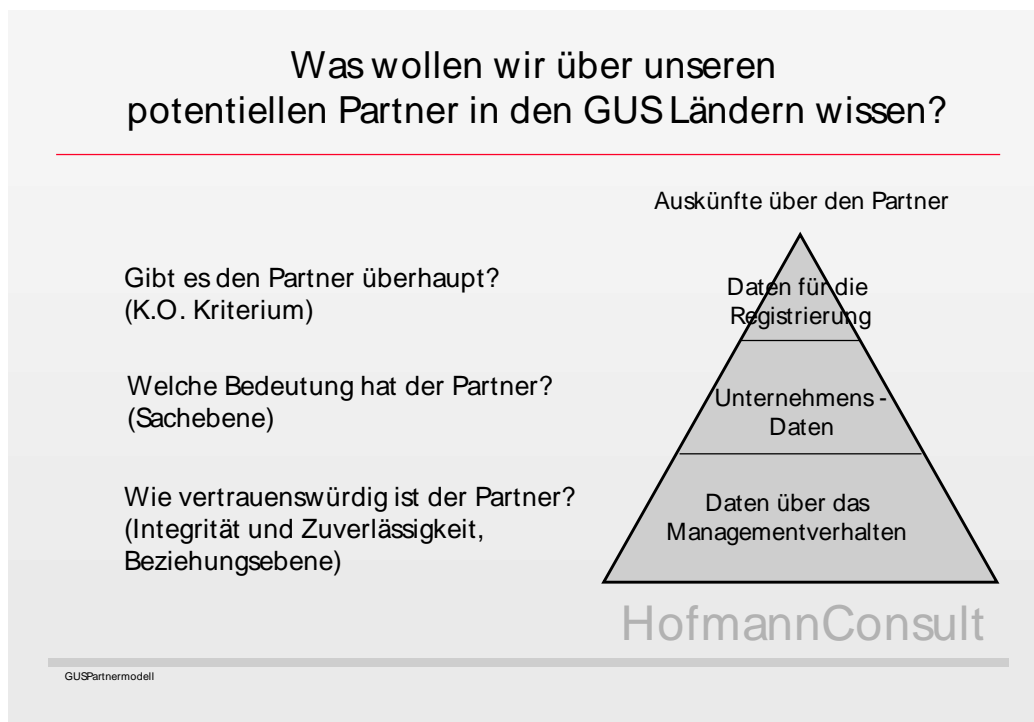 Was wollen wir über unseren
potentiellen Partner in den GUS Ländern wissen?
Auskünfte über den Partner
Gibt es den Partner überhaupt?
(K.O. Kriterium)
Daten für die
Registrierung
Welche Bedeutung hat der Partner?
(Sachebene)
Unternehmens -
Daten
Wie vertrauenswürdig ist der Partner?
(Integrität und Zuverlässigkeit,
Beziehungsebene)
Daten über das
Managementverhalten
HofmannConsult
GUSPartnermodell